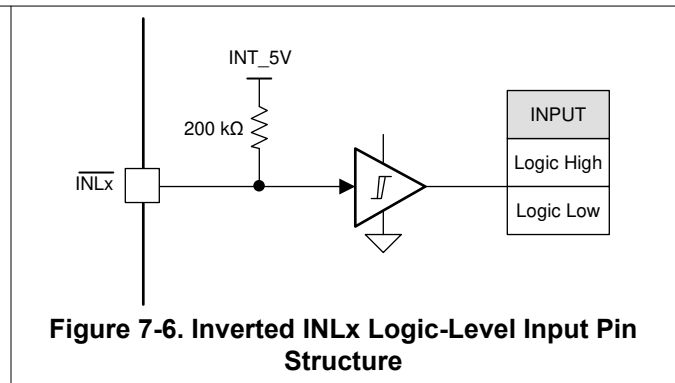 INT_5V
200 kΩ
INLx
INPUT
Logic High
Logic Low
Figure 7-6. Inverted INLx Logic-Level Input Pin
Structure